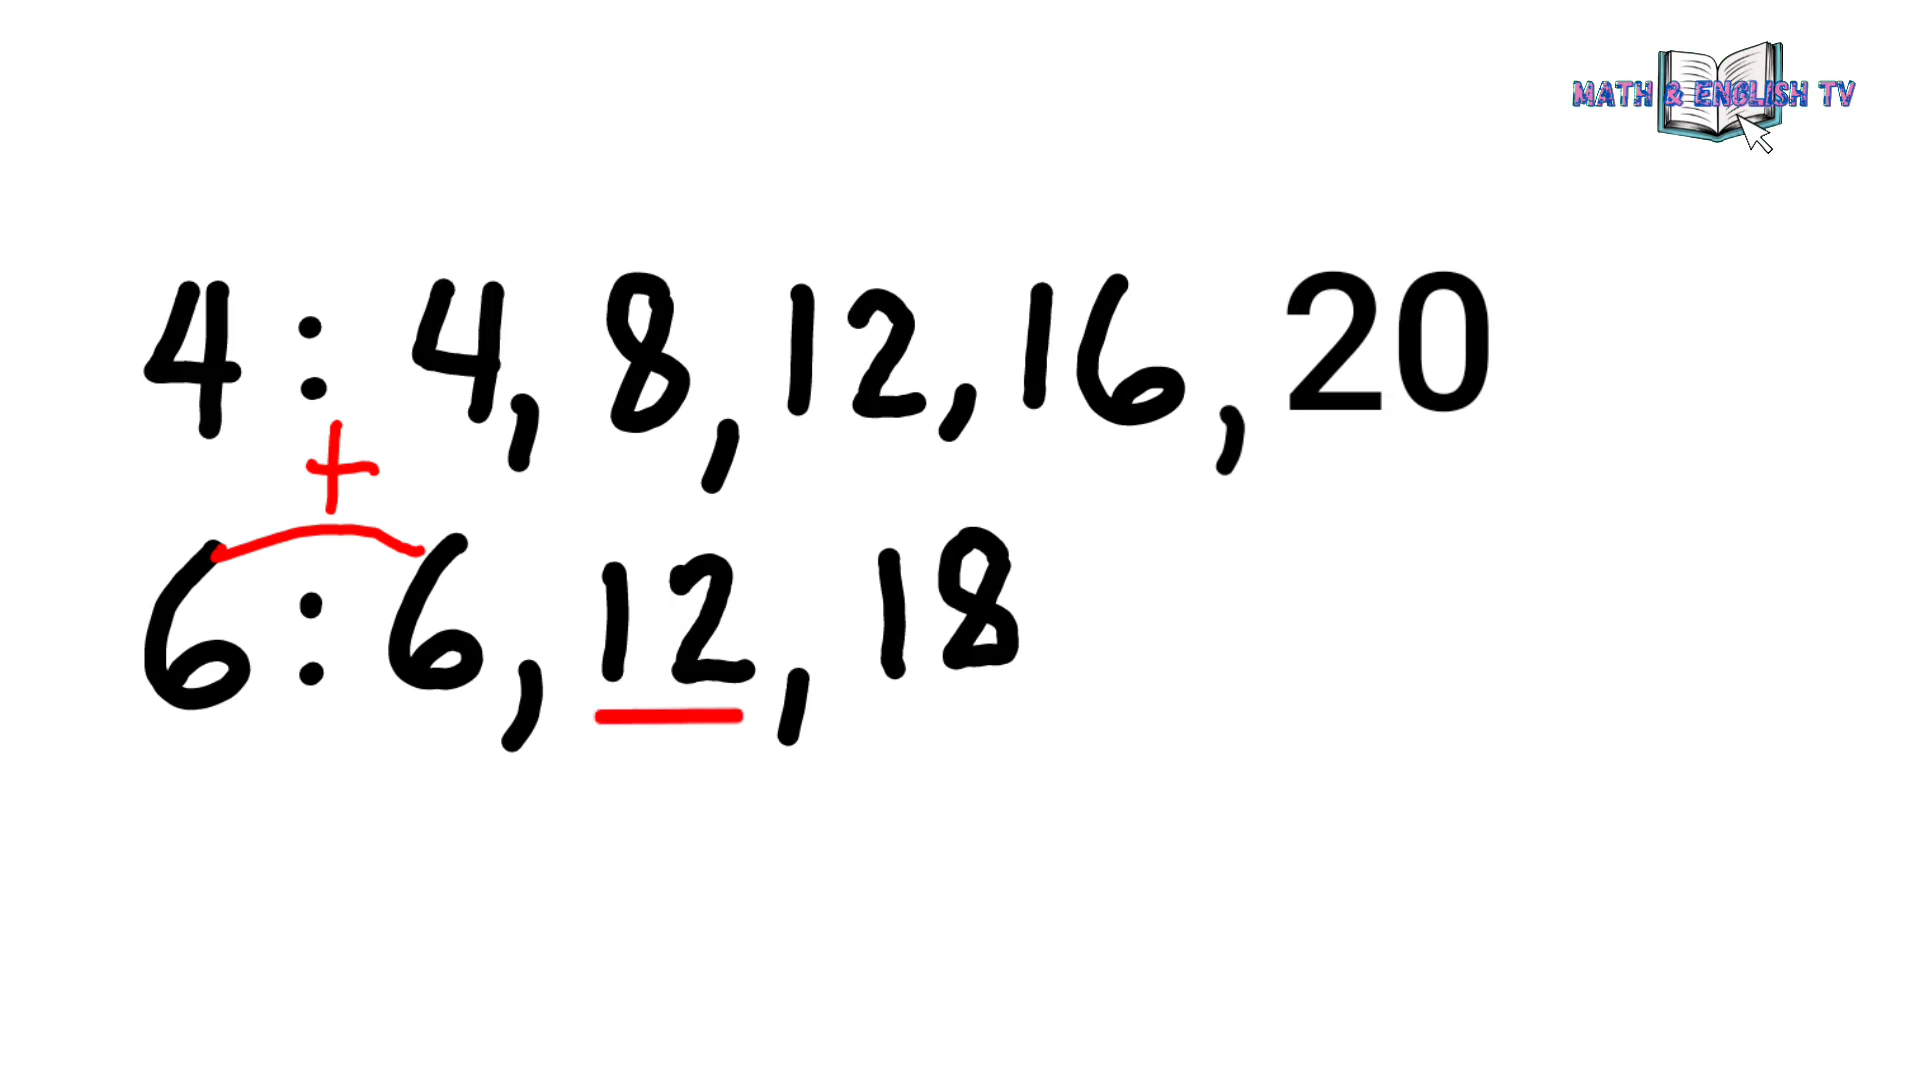 MATH & ENGLISH TV
4 : 4, 8, 12, 16, 20
+
6 : 6, 12, 18